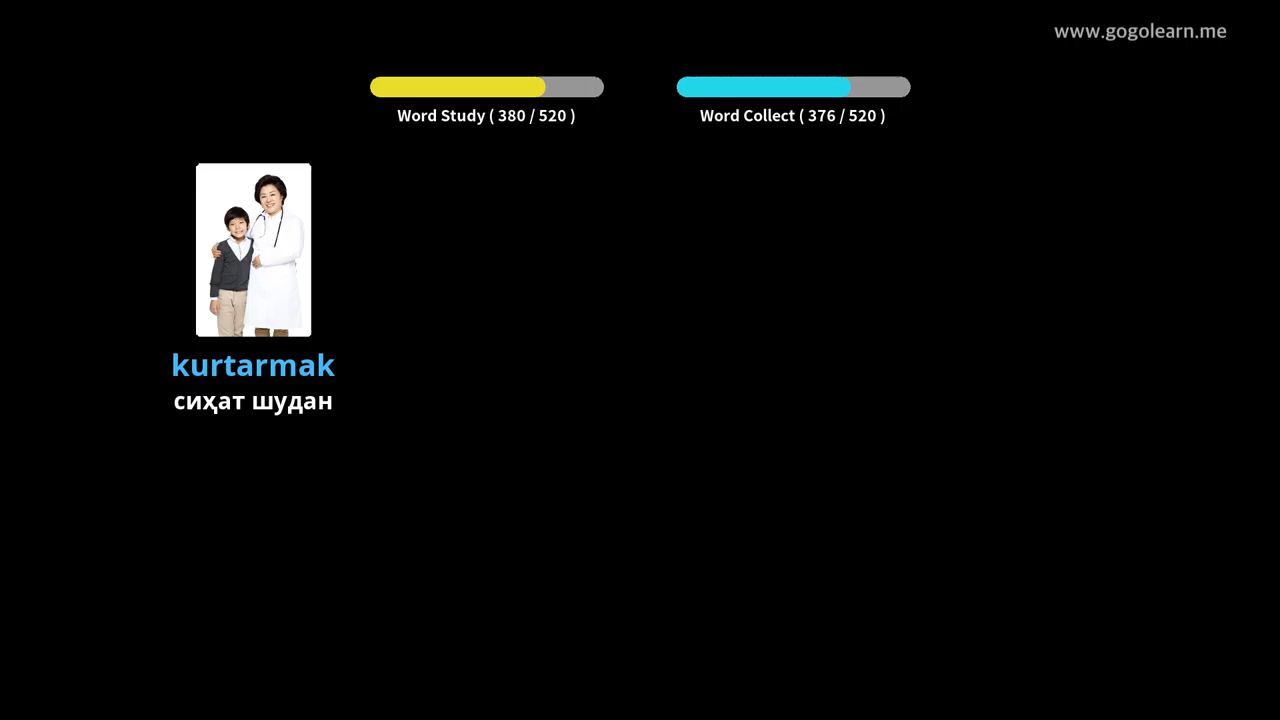 www.gogolearn.me
Word Study ( 380 / 520 )
Word Collect ( 376 / 520 )
kurtarmak
сиҳат шудан